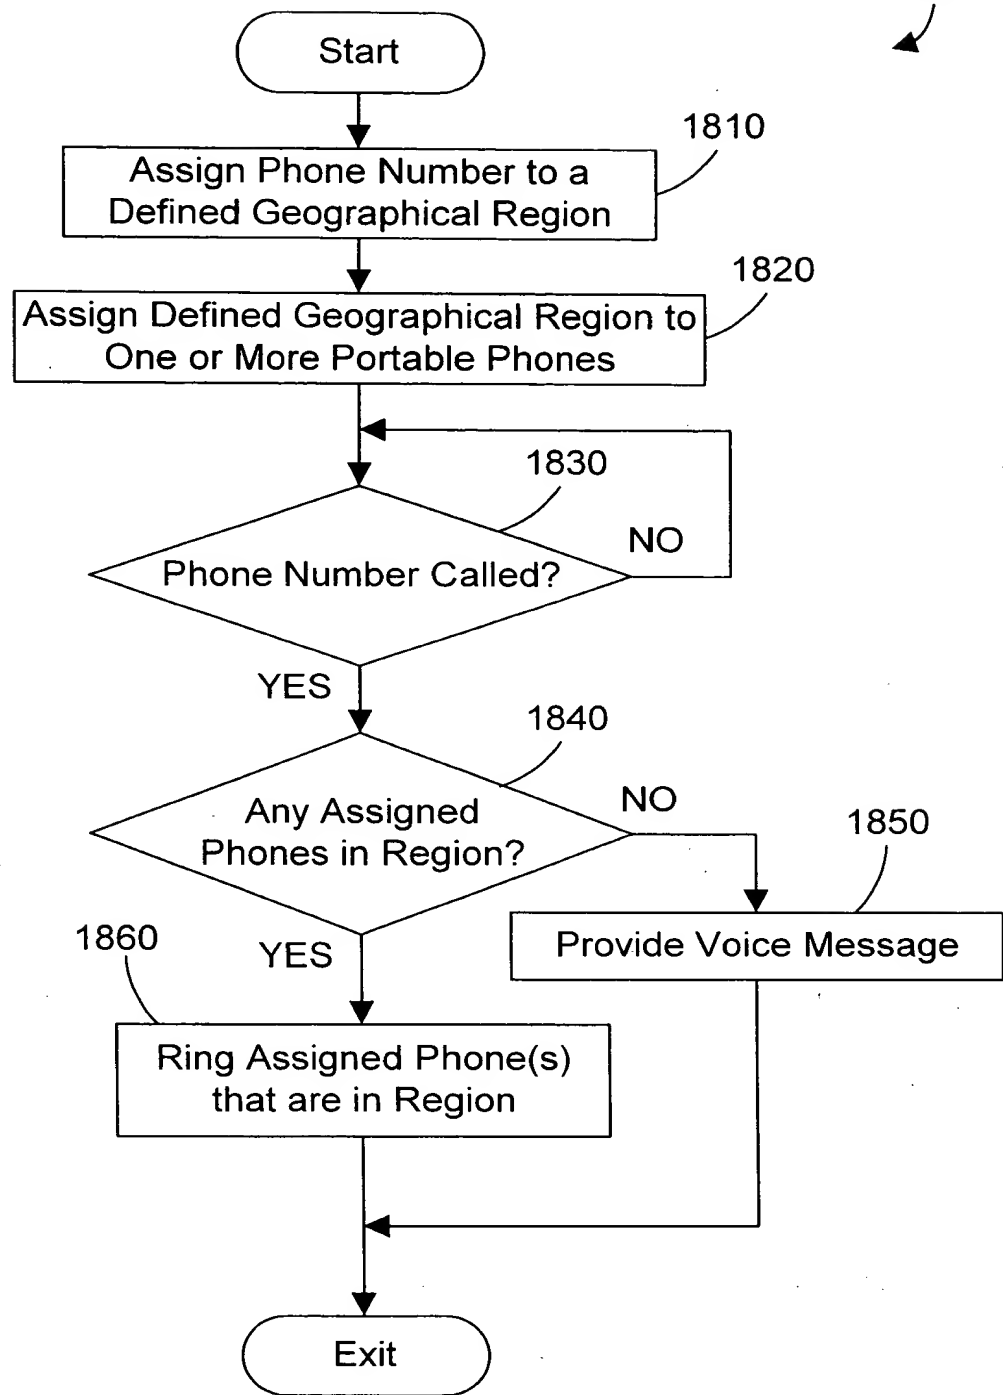 Start
1810
Assign Phone Number to a
Defined Geographical Region
1820
Assign Defined Geographical Region to
One or More Portable Phones
1830
NO
Phone Number Called?
YES
1840
NO
Any Assigned
Phones in Region?
1850
1860
YES
Provide Voice Message
Ring Assigned Phone(s)
that are in Region
Exit